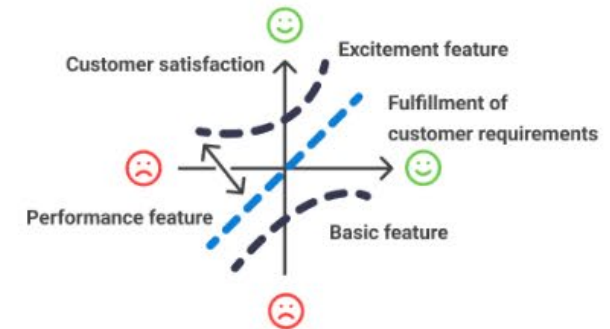 Excitement feature
Customer satisfaction
Fulfillment of
customer requirements
Performance feature
Basic feature